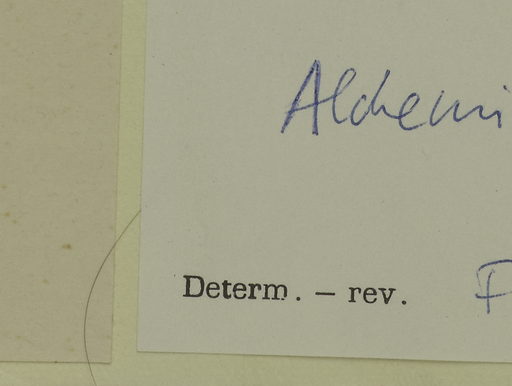 Alchemi
Determ. – rev. F